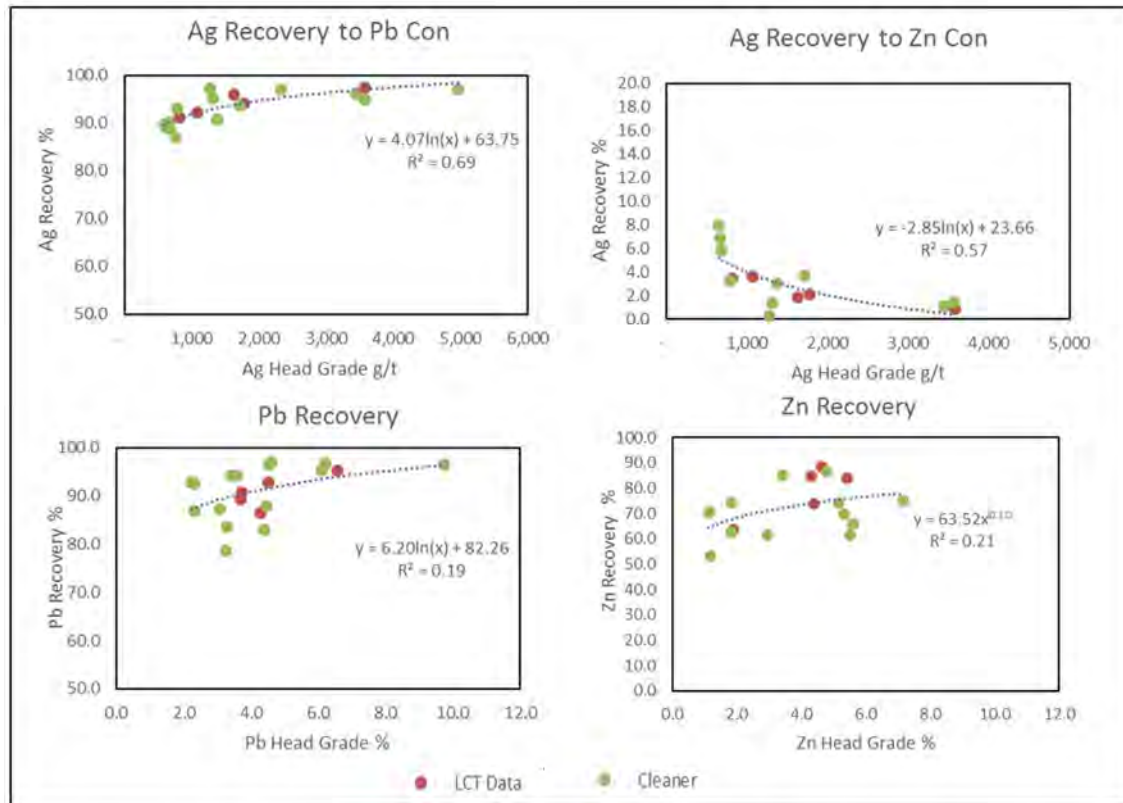 Ag Recovery to Pb Con
100.0
90.0
80.0
70.0
60.0
50.0
Ag Recovery %
y = 4.07ln(x) + 63.75
R² = 0.69
- 1,000 2,000 3,000 4,000 5,000 6,000
Ag Head Grade g/t
Ag Recovery to Zn Con
20.0
18.0
16.0
14.0
12.0
10.0
8.0
6.0
4.0
2.0
0.0
Ag Recovery %
y = -2.85ln(x) + 23.66
R² = 0.57
- 1,000 2,000 3,000 4,000 5,000
Ag Head Grade g/t
Pb Recovery
100.0
90.0
80.0
70.0
60.0
50.0
Pb Recovery %
y = 6.20ln(x) + 82.26
R² = 0.19
0.0 2.0 4.0 6.0 8.0 10.0 12.0
Pb Head Grade %
Zn Recovery
100.0
90.0
80.0
70.0
60.0
50.0
40.0
30.0
20.0
10.0
0.0
Zn Recovery %
y = 63.52x
R² = 0.21
0.0 2.0 4.0 6.0 8.0 10.0 12.0
Zn Head Grade %
LCT Data
Cleaner